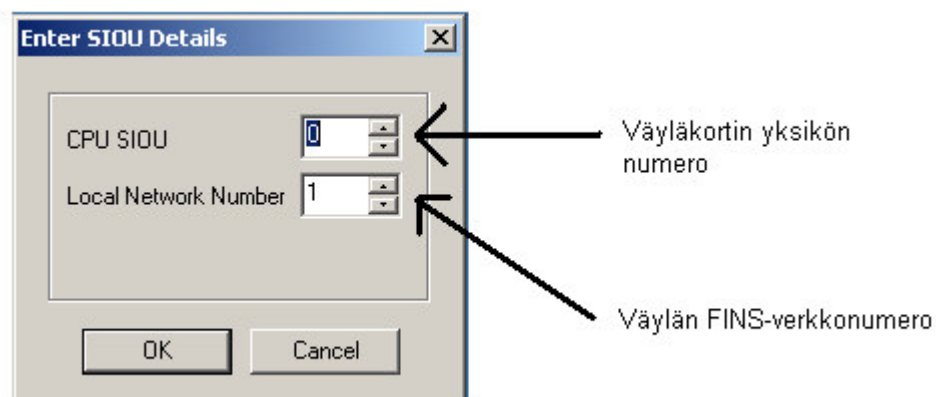 Enter SIOU Details
CPU SIOU
0
Väyläkortin yksikön
numero
Local Network Number
1
Väylän FINS-verkkonumero
OK
Cancel